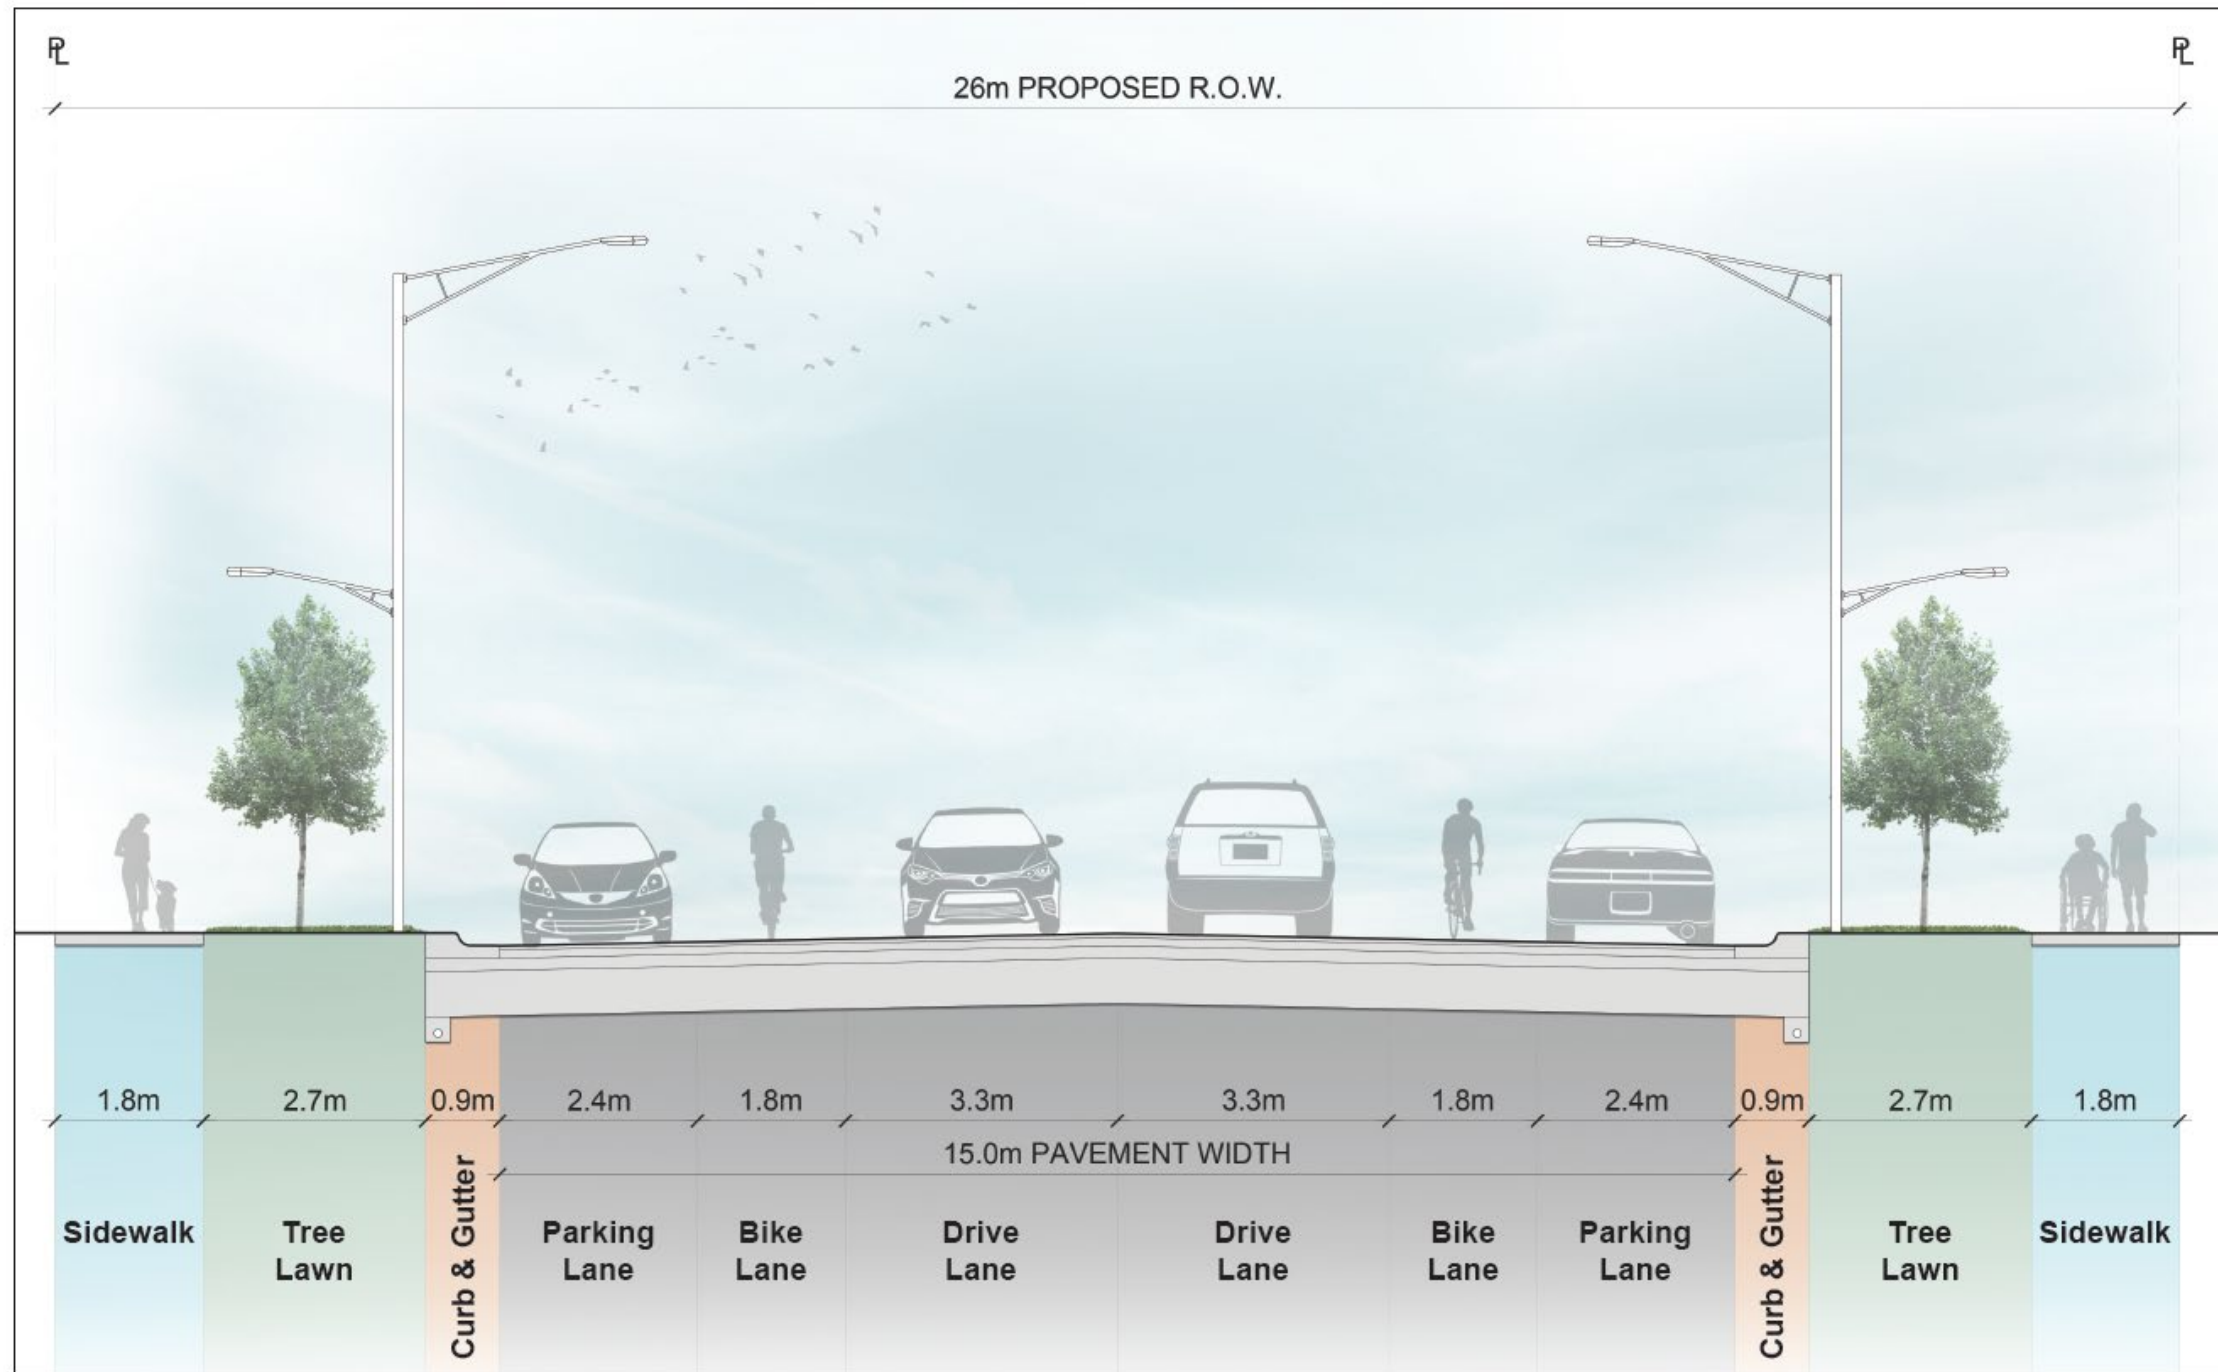 ℄ ℄
26m PROPOSED R.O.W.
1.8m 2.7m 0.9m 2.4m 1.8m 3.3m 3.3m 1.8m 2.4m 0.9m 2.7m 1.8m
15.0m PAVEMENT WIDTH
Sidewalk
Tree
Lawn
Curb & Gutter
Parking
Lane
Bike
Lane
Drive
Lane
Drive
Lane
Bike
Lane
Parking
Lane
Curb & Gutter
Tree
Lawn
Sidewalk